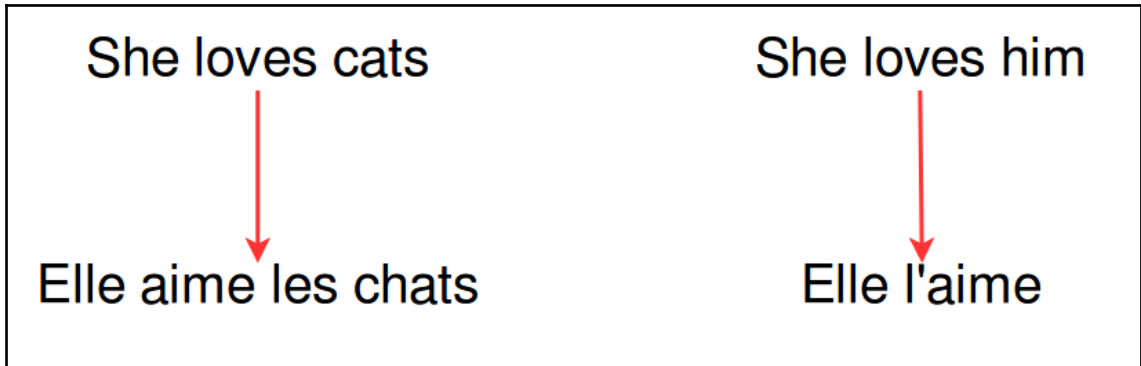 She loves cats
She loves him
Elle aime les chats
Elle l'aime